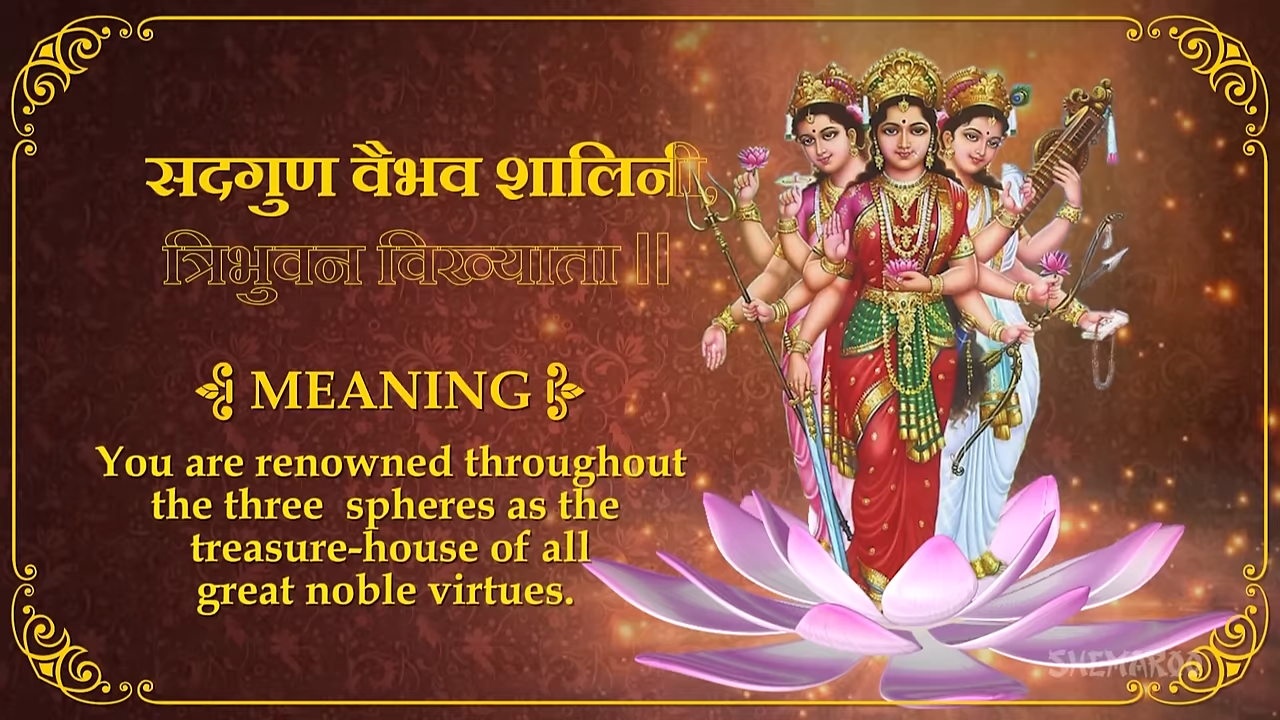 सदगुण वैभव शालिनी,
त्रिभुवन विख्याता ||
MEANING
You are renowned throughout
the three spheres as the
treasure-house of all
great noble virtues.
SHEMAROO